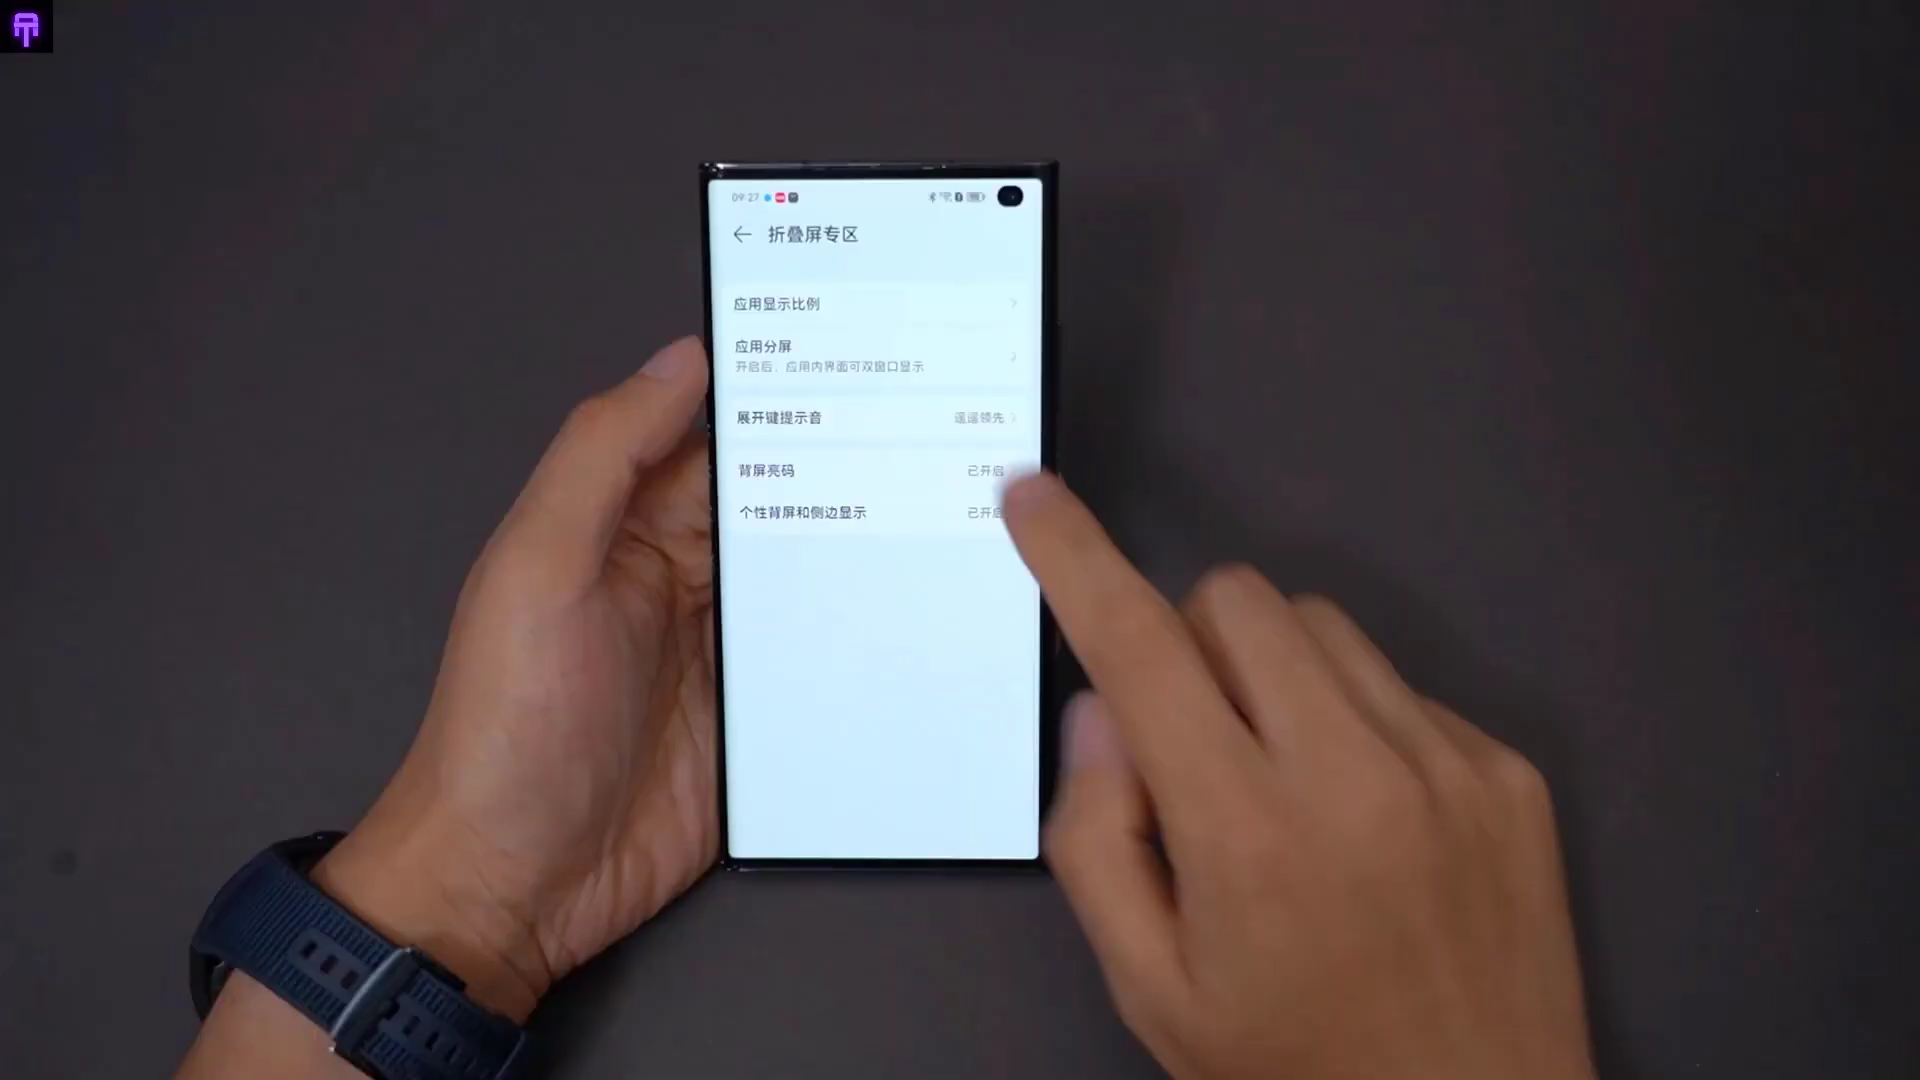 09:27
折叠屏专区
应用显示比例
应用分屏
开启后，应用内界面可双窗口显示
展开键提示音 遥遥领先
背屏亮码 已开启
个性背屏和侧边显示 已开启